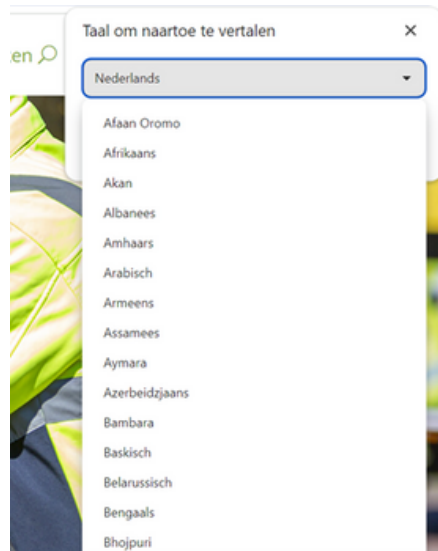 Taal om naartoe te vertalen
en
Nederlands
Afaan Oromo
Afrikaans
Akan
Albanees
Amhaars
Arabisch
Armeens
Assamees
Aymara
Azerbeidzjaans
Bambara
Baskisch
Belarussisch
Bengaals
Bhojpuri